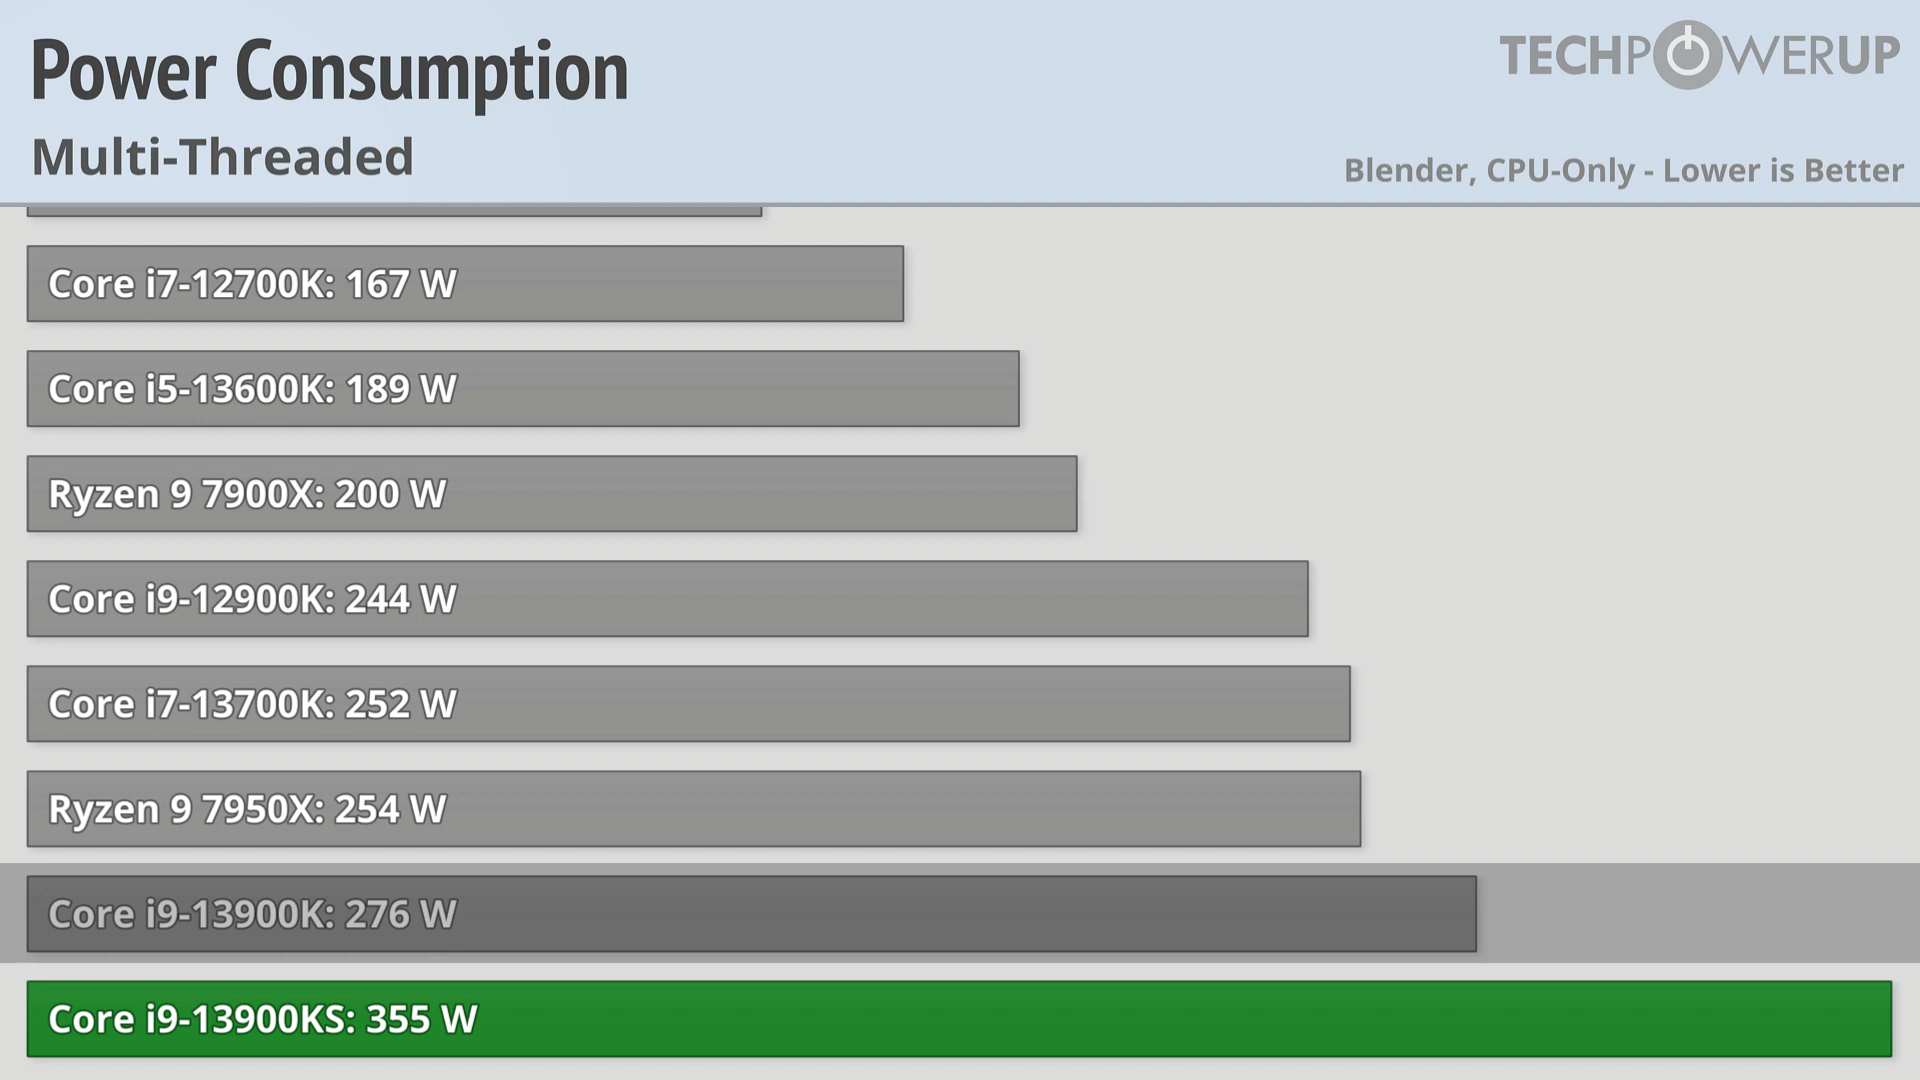 Power Consumption
TECHPOWERUP
Multi-Threaded
Blender, CPU-Only - Lower is Better
Core i7-12700K: 167 W
Core i5-13600K: 189 W
Ryzen 9 7900X: 200 W
Core i9-12900K: 244 W
Core i7-13700K: 252 W
Ryzen 9 7950X: 254 W
Core i9-13900K: 276 W
Core i9-13900KS: 355 W